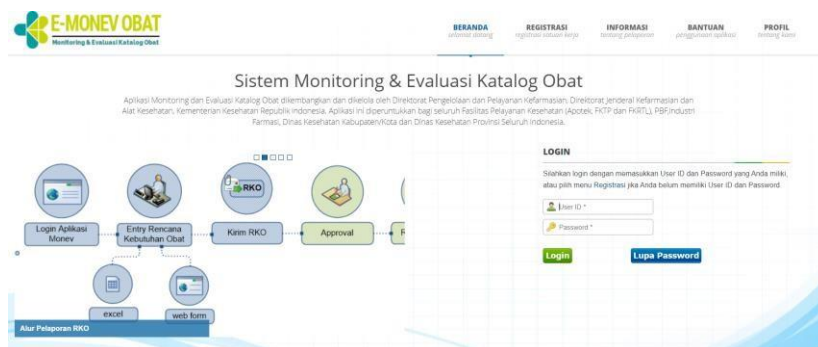 E-MONEV OBAT
Monitoring & Evaluasi Katalog Obat
BERANDA
selamat datang
REGISTRASI
registrasi satuan kerja
INFORMASI
tentang pelaporan
BANTUAN
penggunaan aplikasi
PROFIL
tentang kami
Sistem Monitoring & Evaluasi Katalog Obat
Aplikasi Monitoring dan Evaluasi Katalog Obat dikembangkan dan dikelola oleh Direktorat Pengelolaan dan Pelayanan Kefarmasian, Direktorat Jenderal Kefarmasian dan
Alat Kesehatan, Kementerian Kesehatan Republik Indonesia. Aplikasi ini diperuntukkan bagi seluruh Fasilitas Pelayanan Kesehatan (Apotek, FKTP dan FKRTL), PBF,Industri
Farmasi, Dinas Kesehatan Kabupaten/Kota dan Dinas Kesehatan Provinsi Seluruh Indonesia.
RKO
Login Aplikasi
Monev
Entry Rencana
Kebutuhan Obat
Kirim RKO
Approval
R
excel
web form
Alur Pelaporan RKO
LOGIN
Silahkan login dengan memasukkan User ID dan Password yang Anda miliki,
atau pilih menu Registrasi jika Anda belum memiliki User ID dan Password.
User ID *
Password *
Login
Lupa Password